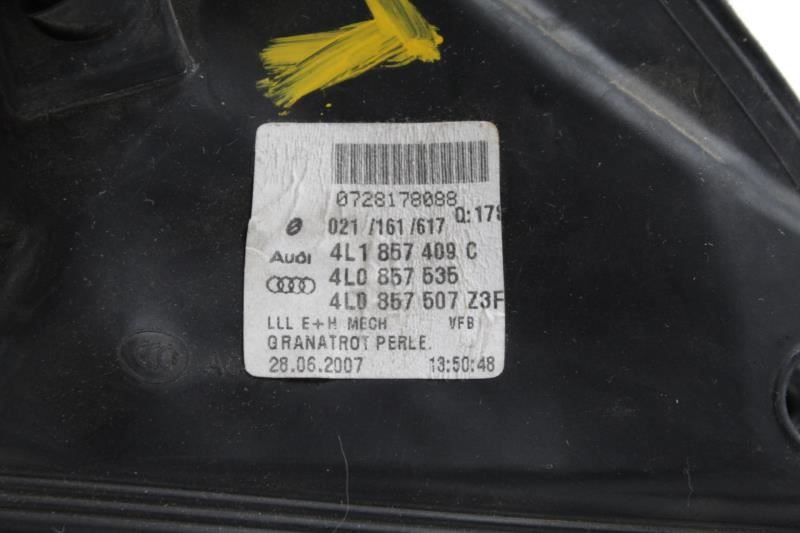 0728178088
021 /161 /617 Q:178
Audi 4L1 857 409 C
4L0 857 535
4L0 857 507 Z3F
LLL E+H MECH VFB
GRANATROT PERLE.
28.06.2007 13:50:48